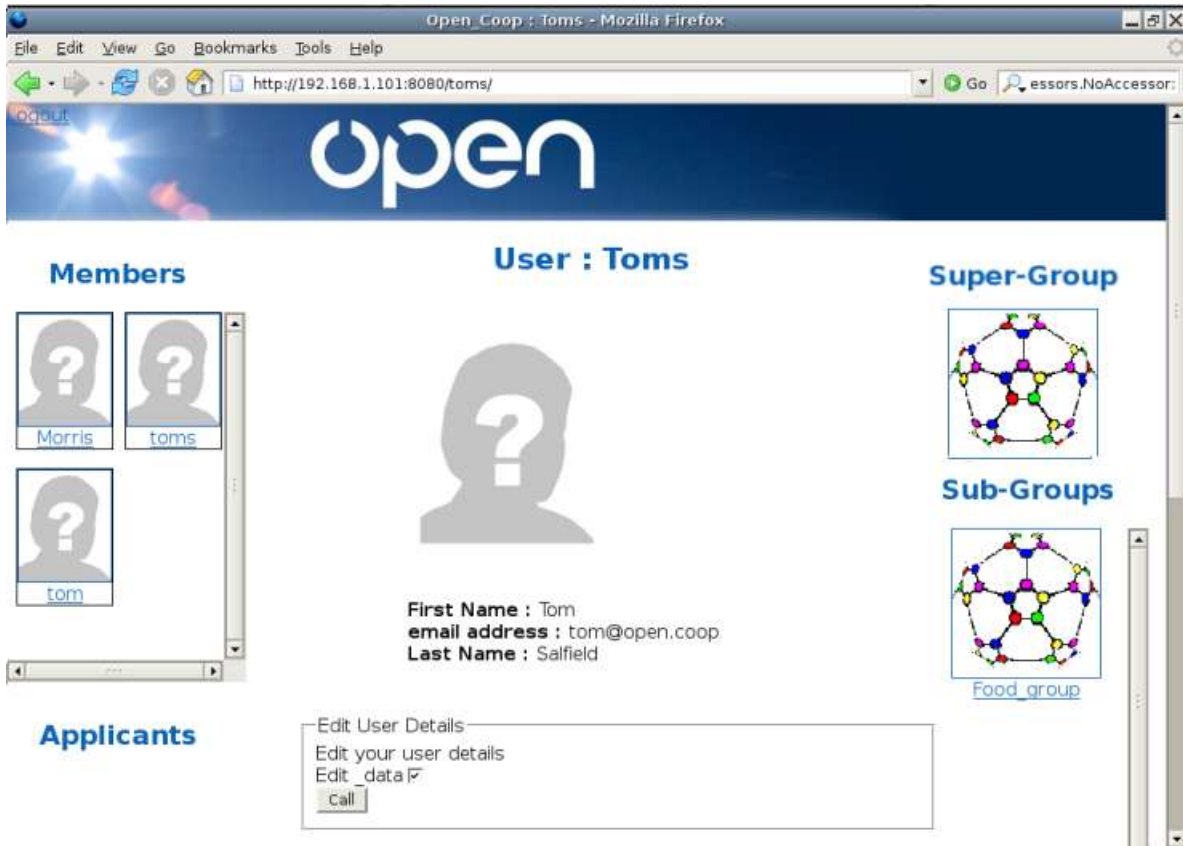 Open_Coop : Toms - Mozilla Firefox
File Edit View Go Bookmarks Tools Help
http://192.168.1.101:8080/toms/
Go
essors.NoAccessor:
Logout
open
Members
Morris
toms
tom
Applicants
User : Toms
?
First Name : Tom
email address : tom@open.coop
Last Name : Salfield
Edit User Details
Edit your user details
Edit _data
Call
Super-Group
Sub-Groups
Food_group